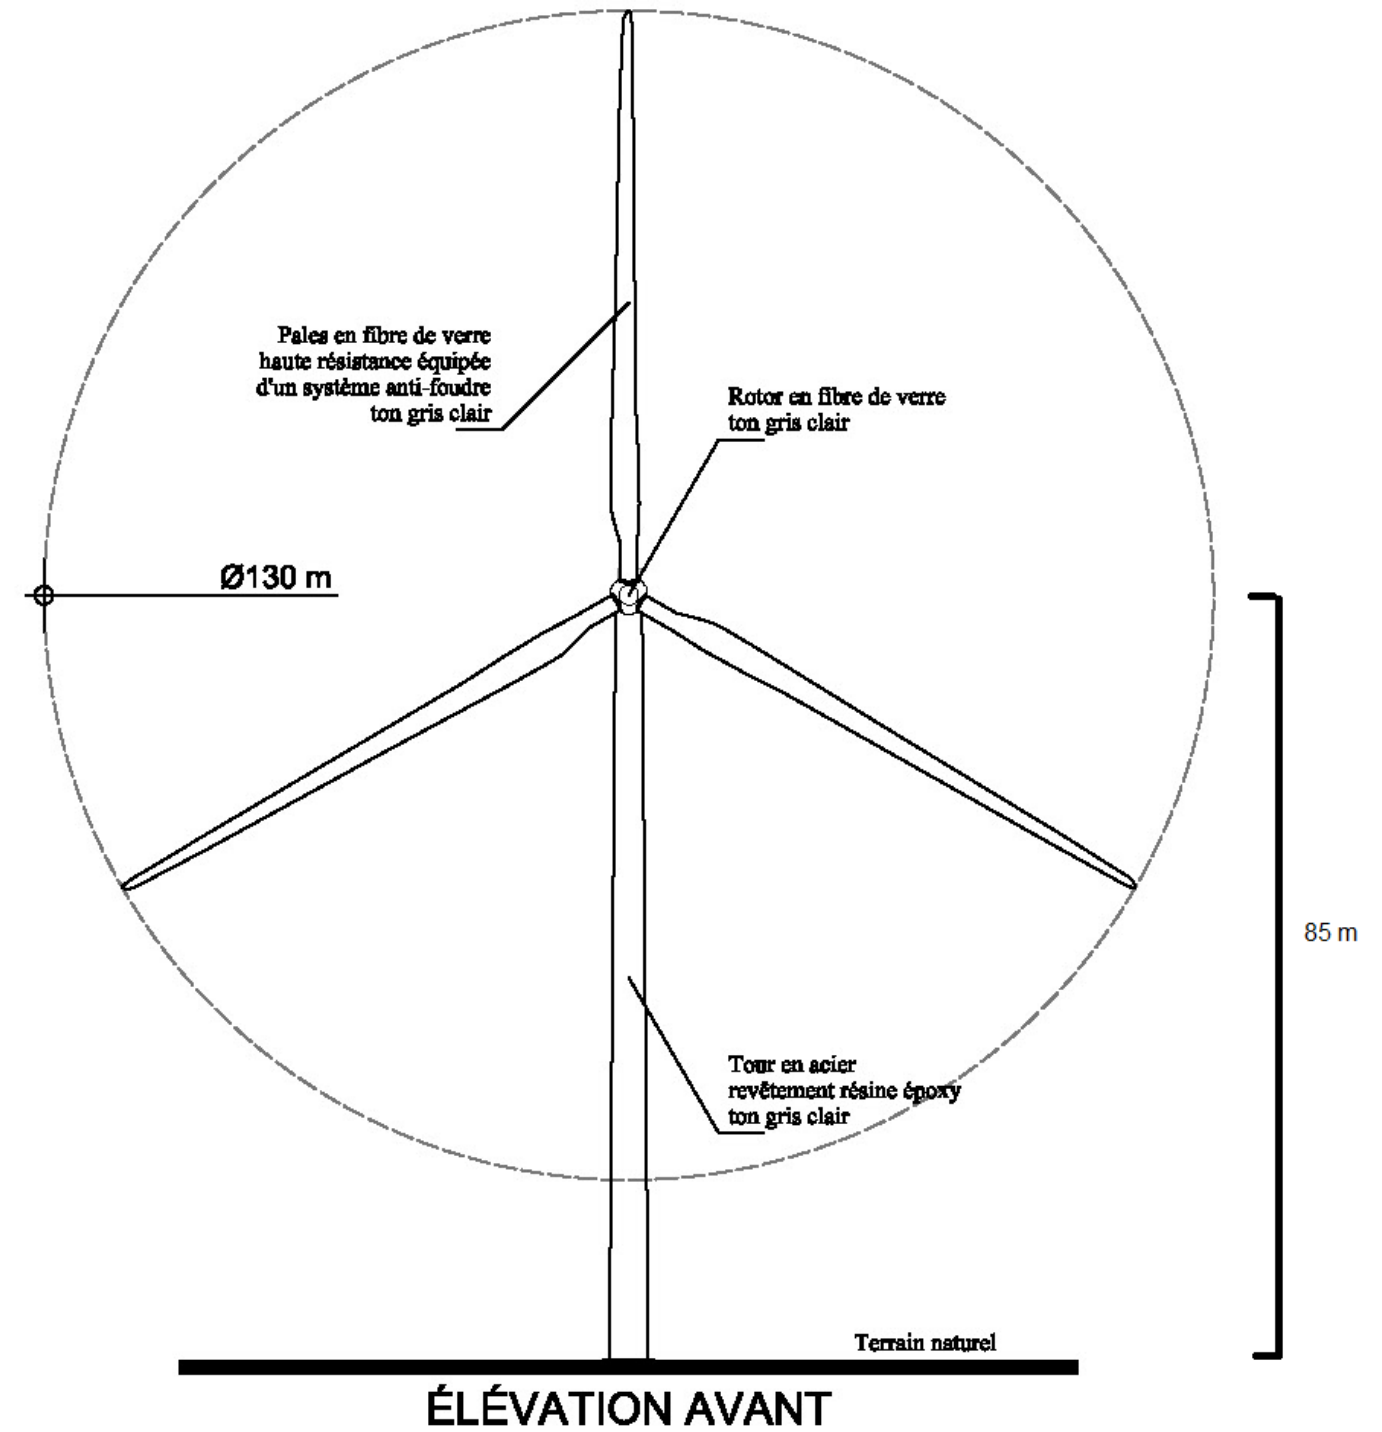 Pales en fibre de verre
haute résistance équipée
d'un système anti-foudre
ton gris clair
Rotor en fibre de verre
ton gris clair
Ø130 m
85 m
Tour en acier
revêtement résine époxy
ton gris clair
Terrain naturel
ÉLÉVATION AVANT